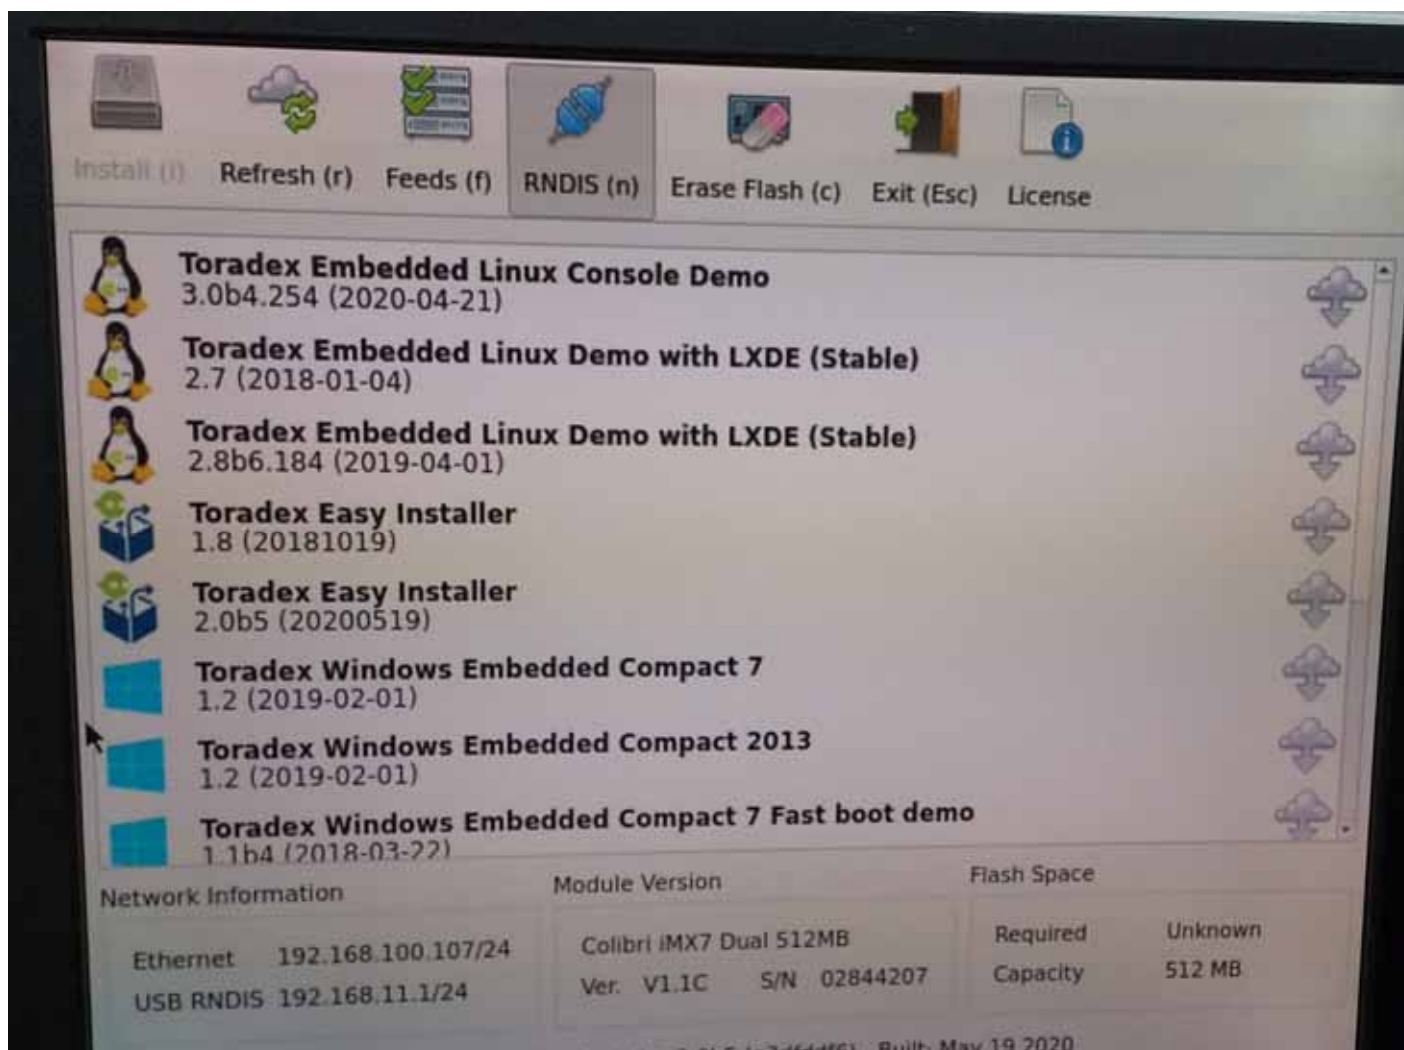 Install (i)
Refresh (r)
Feeds (f)
RNDIS (n)
Erase Flash (c)
Exit (Esc)
License
Toradex Embedded Linux Console Demo
3.0b4.254 (2020-04-21)
Toradex Embedded Linux Demo with LXDE (Stable)
2.7 (2018-01-04)
Toradex Embedded Linux Demo with LXDE (Stable)
2.8b6.184 (2019-04-01)
Toradex Easy Installer
1.8 (20181019)
Toradex Easy Installer
2.0b5 (20200519)
Toradex Windows Embedded Compact 7
1.2 (2019-02-01)
Toradex Windows Embedded Compact 2013
1.2 (2019-02-01)
Toradex Windows Embedded Compact 7 Fast boot demo
1.1b4 (2018-03-22)
Network Information
Ethernet 192.168.100.107/24
USB RNDIS 192.168.11.1/24
Module Version
Colibri iMX7 Dual 512MB
Ver. V1.1C S/N 02844207
Flash Space
Required Unknown
Capacity 512 MB
Built: May 19 2020